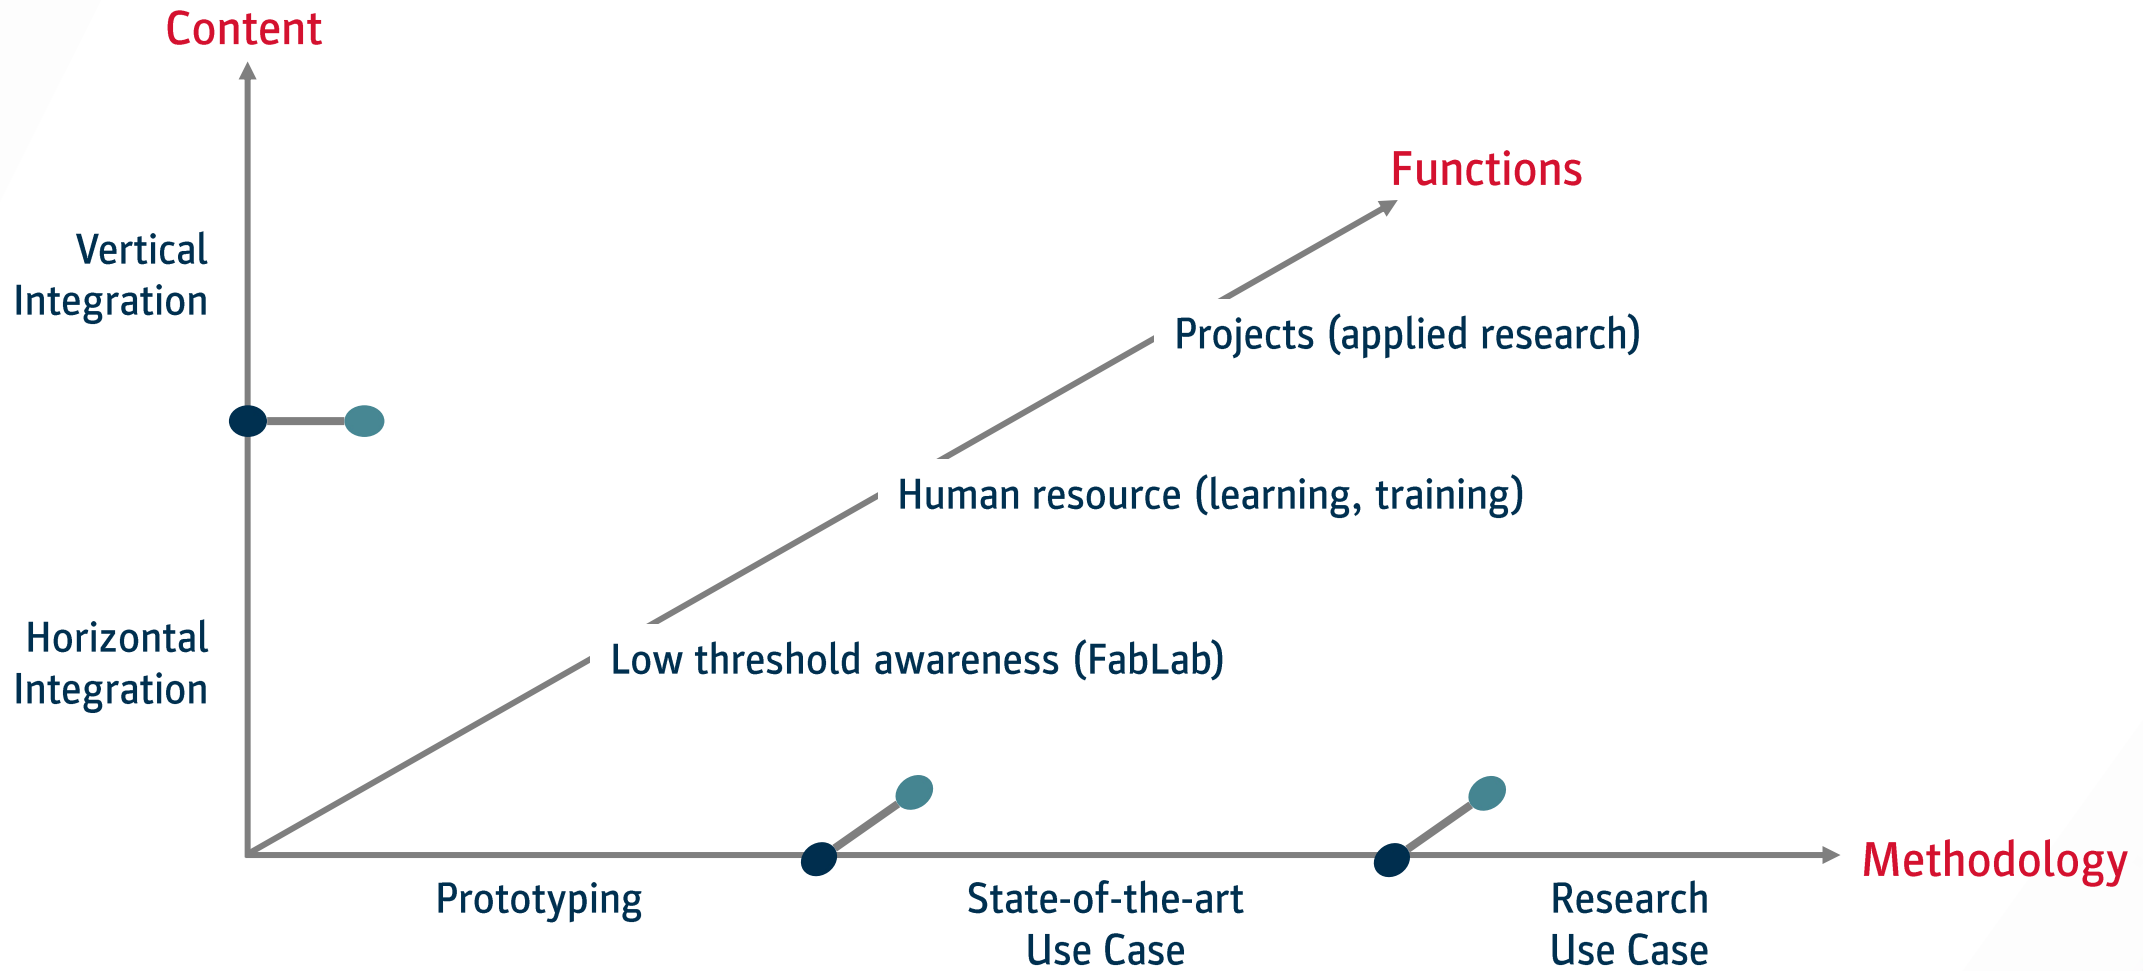 Content
Functions
Vertical
Integration
Projects (applied research)
Human resource (learning, training)
Horizontal
Integration
Low threshold awareness (FabLab)
Methodology
Prototyping
State-of-the-art
Use Case
Research
Use Case